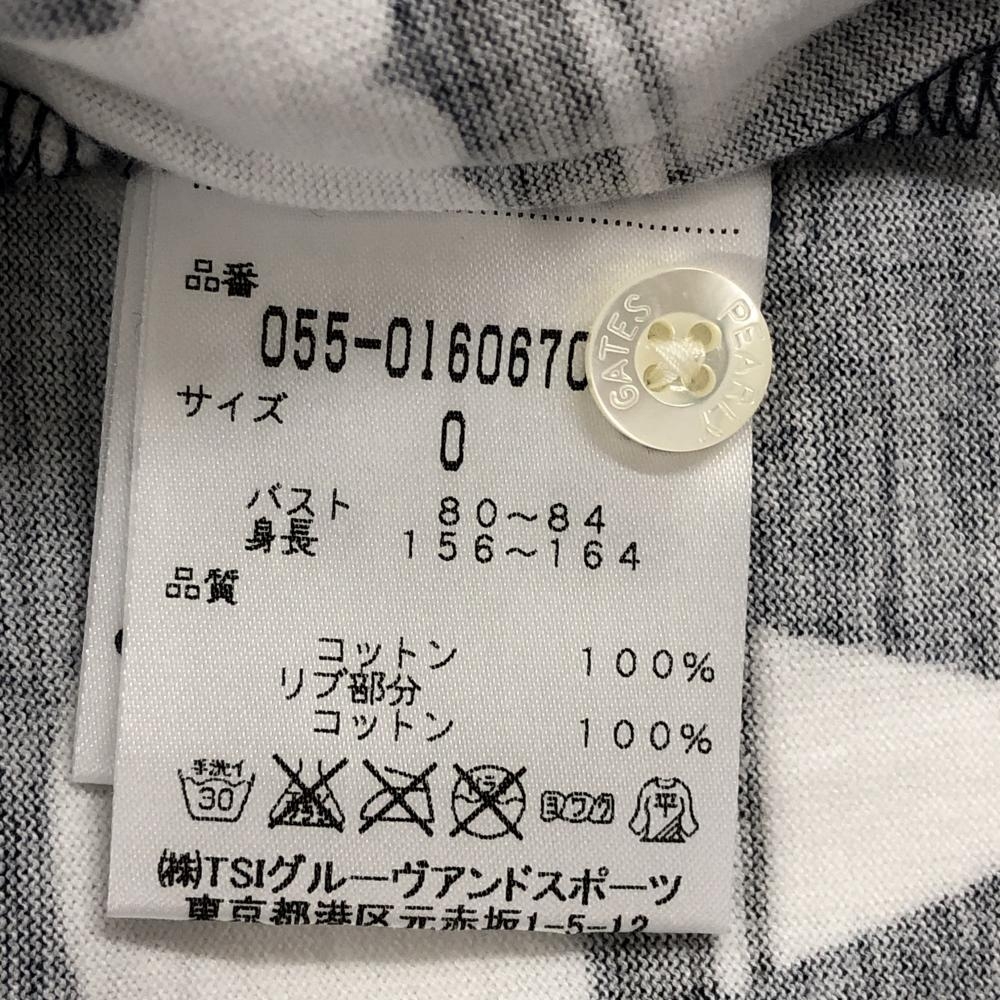 品番
055-0160670
PEARLY
GATES
サイズ
0
バスト 80~84
身長 156~164
品質
コットン 100%
リブ部分
コットン 100%
手洗イ
30
ヨワク
平
㈱TSIグルーヴアンドスポーツ
東京都港区元赤坂1-5-12